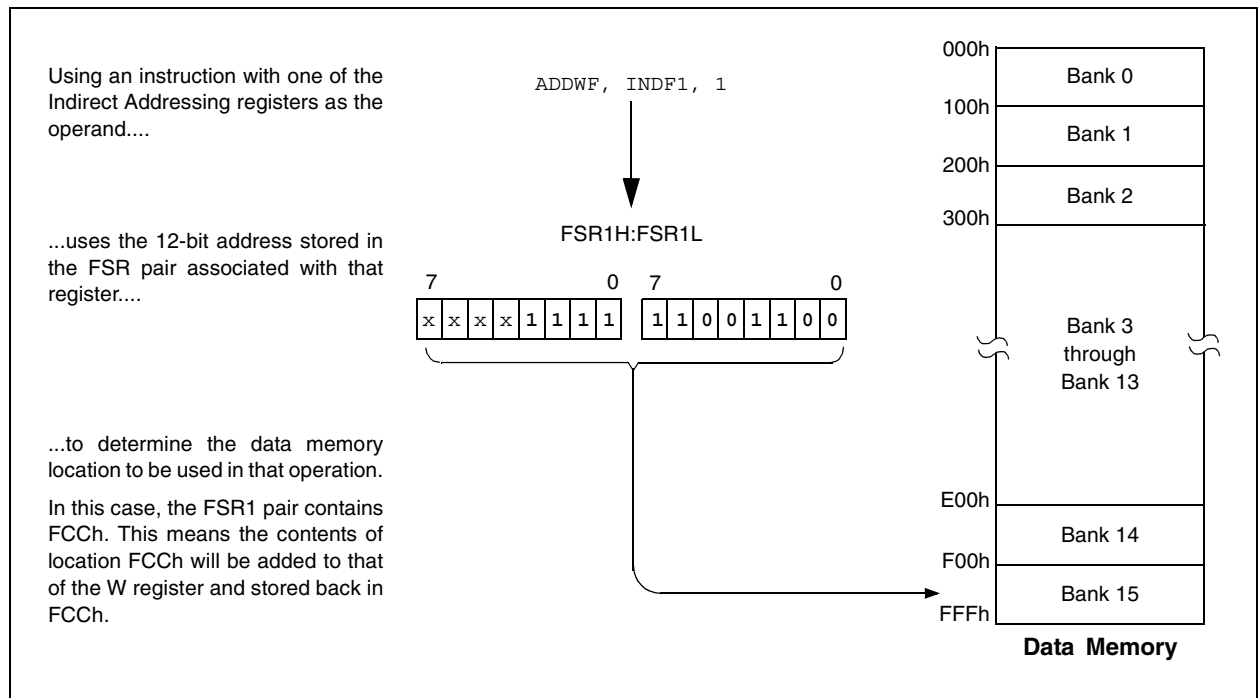 Using an instruction with one of the
Indirect Addressing registers as the
operand....
ADDWF, INDF1, 1
...uses the 12-bit address stored in
the FSR pair associated with that
register....
FSR1H:FSR1L
7 0 7 0
x x x x 1 1 1 1 1 1 0 0 1 1 0 0
...to determine the data memory
location to be used in that operation.
In this case, the FSR1 pair contains
FCCh. This means the contents of
location FCCh will be added to that
of the W register and stored back in
FCCh.
000h
Bank 0
100h
Bank 1
200h
Bank 2
300h
Bank 3
through
Bank 13
E00h
Bank 14
F00h
Bank 15
FFFh
Data Memory